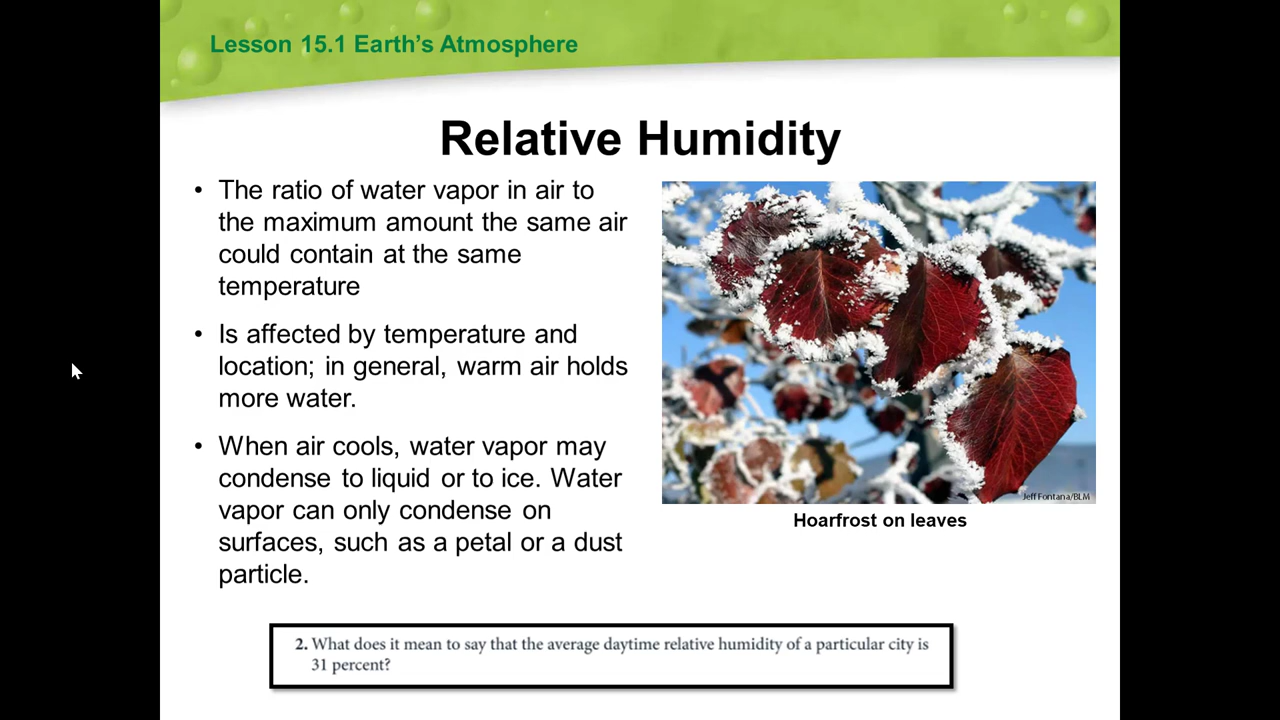 Lesson 15.1 Earth’s Atmosphere
Relative Humidity
• The ratio of water vapor in air to
the maximum amount the same air
could contain at the same
temperature
• Is affected by temperature and
location; in general, warm air holds
more water.
• When air cools, water vapor may
condense to liquid or to ice. Water
vapor can only condense on
surfaces, such as a petal or a dust
particle.
Jeff Fontana/BLM
Hoarfrost on leaves
2. What does it mean to say that the average daytime relative humidity of a particular city is
31 percent?